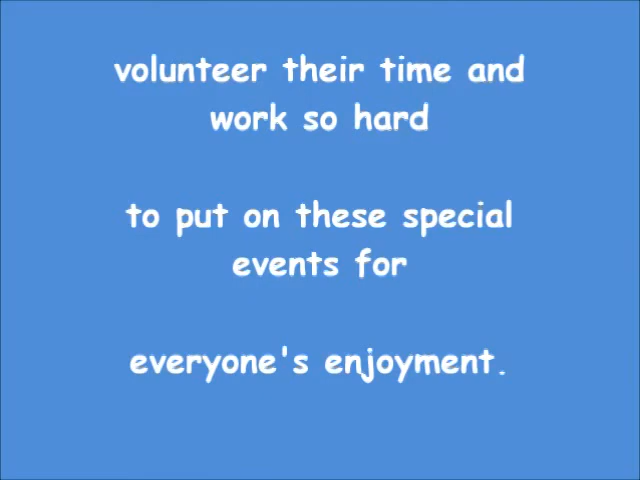 volunteer their time and
work so hard
to put on these special
events for
everyone's enjoyment.